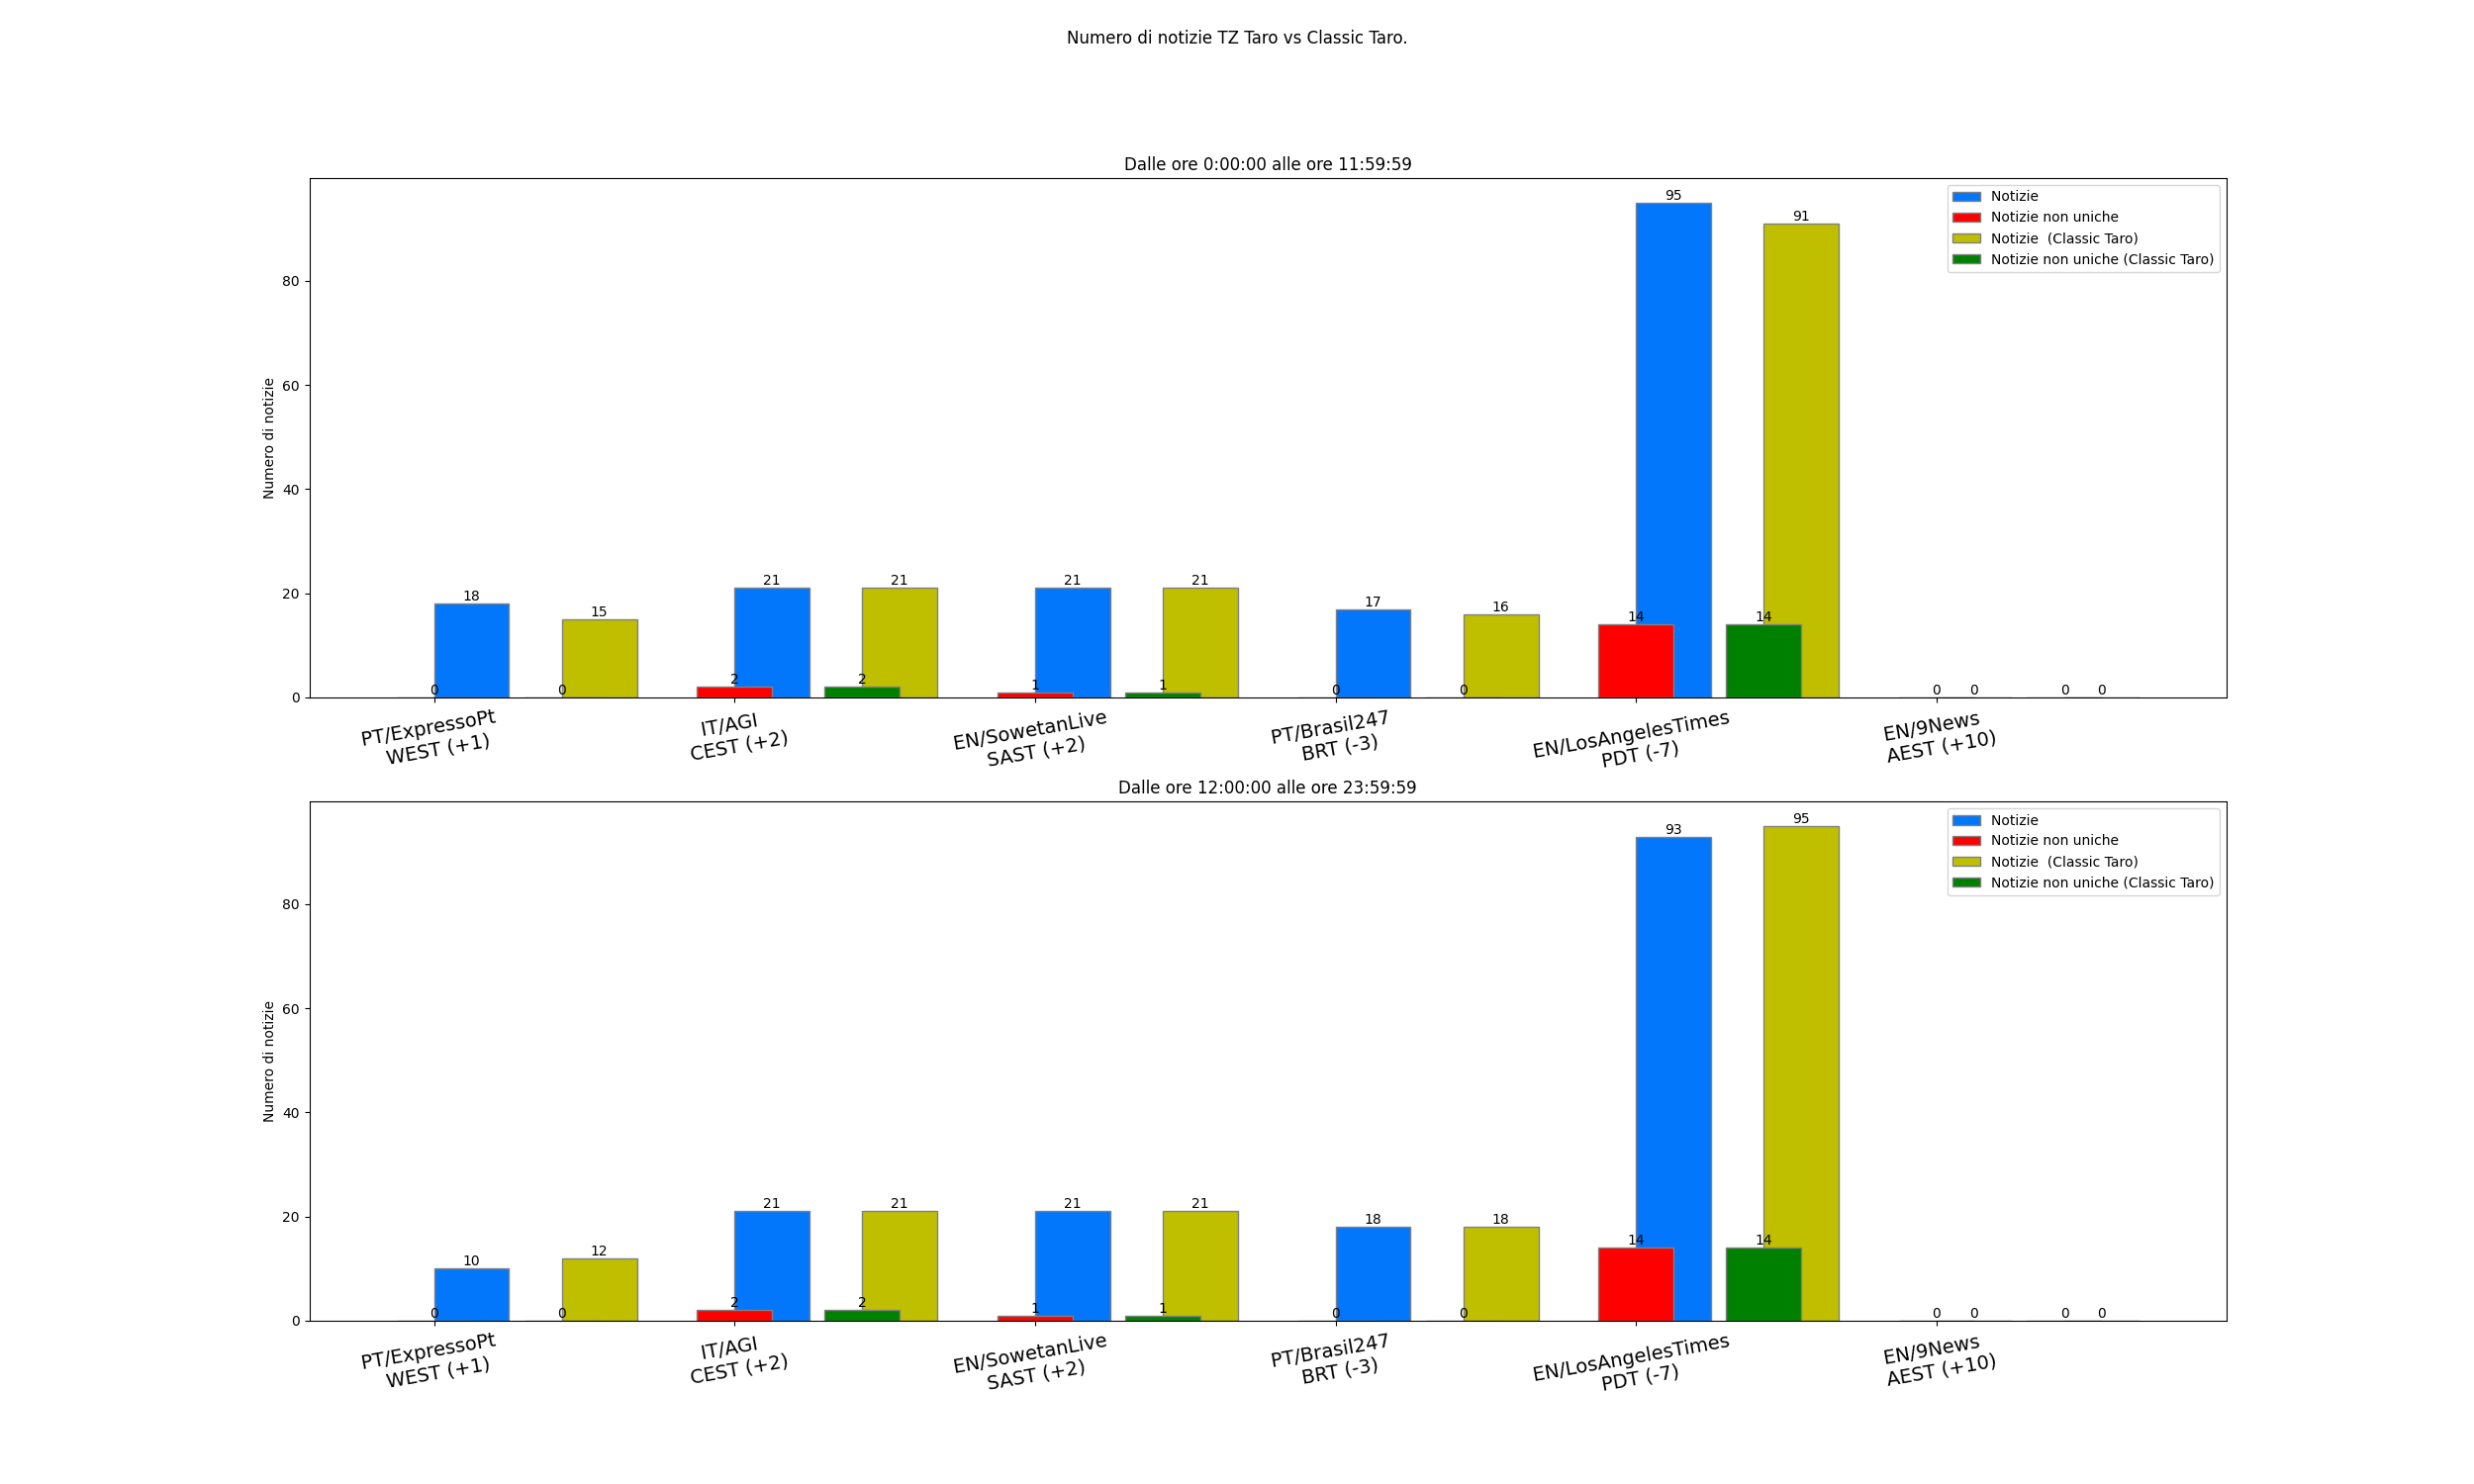 Numero di notizie TZ Taro vs Classic Taro.
Dalle ore 0:00:00 alle ore 11:59:59
Numero di notizie
80
60
40
20
0
Notizie
Notizie non uniche
Notizie  (Classic Taro)
Notizie non uniche (Classic Taro)
95
91
18
15
21
21
21
21
17
16
14
14
0
0
2
2
1
1
0
0
0
0
0
0
PT/ExpressoPt
WEST (+1)
IT/AGI
CEST (+2)
EN/SowetanLive
SAST (+2)
PT/Brasil247
BRT (-3)
EN/LosAngelesTimes
PDT (-7)
EN/9News
AEST (+10)
Dalle ore 12:00:00 alle ore 23:59:59
Numero di notizie
80
60
40
20
0
Notizie
Notizie non uniche
Notizie  (Classic Taro)
Notizie non uniche (Classic Taro)
93
95
10
12
21
21
21
21
18
18
14
14
0
0
2
2
1
1
0
0
0
0
0
0
PT/ExpressoPt
WEST (+1)
IT/AGI
CEST (+2)
EN/SowetanLive
SAST (+2)
PT/Brasil247
BRT (-3)
EN/LosAngelesTimes
PDT (-7)
EN/9News
AEST (+10)